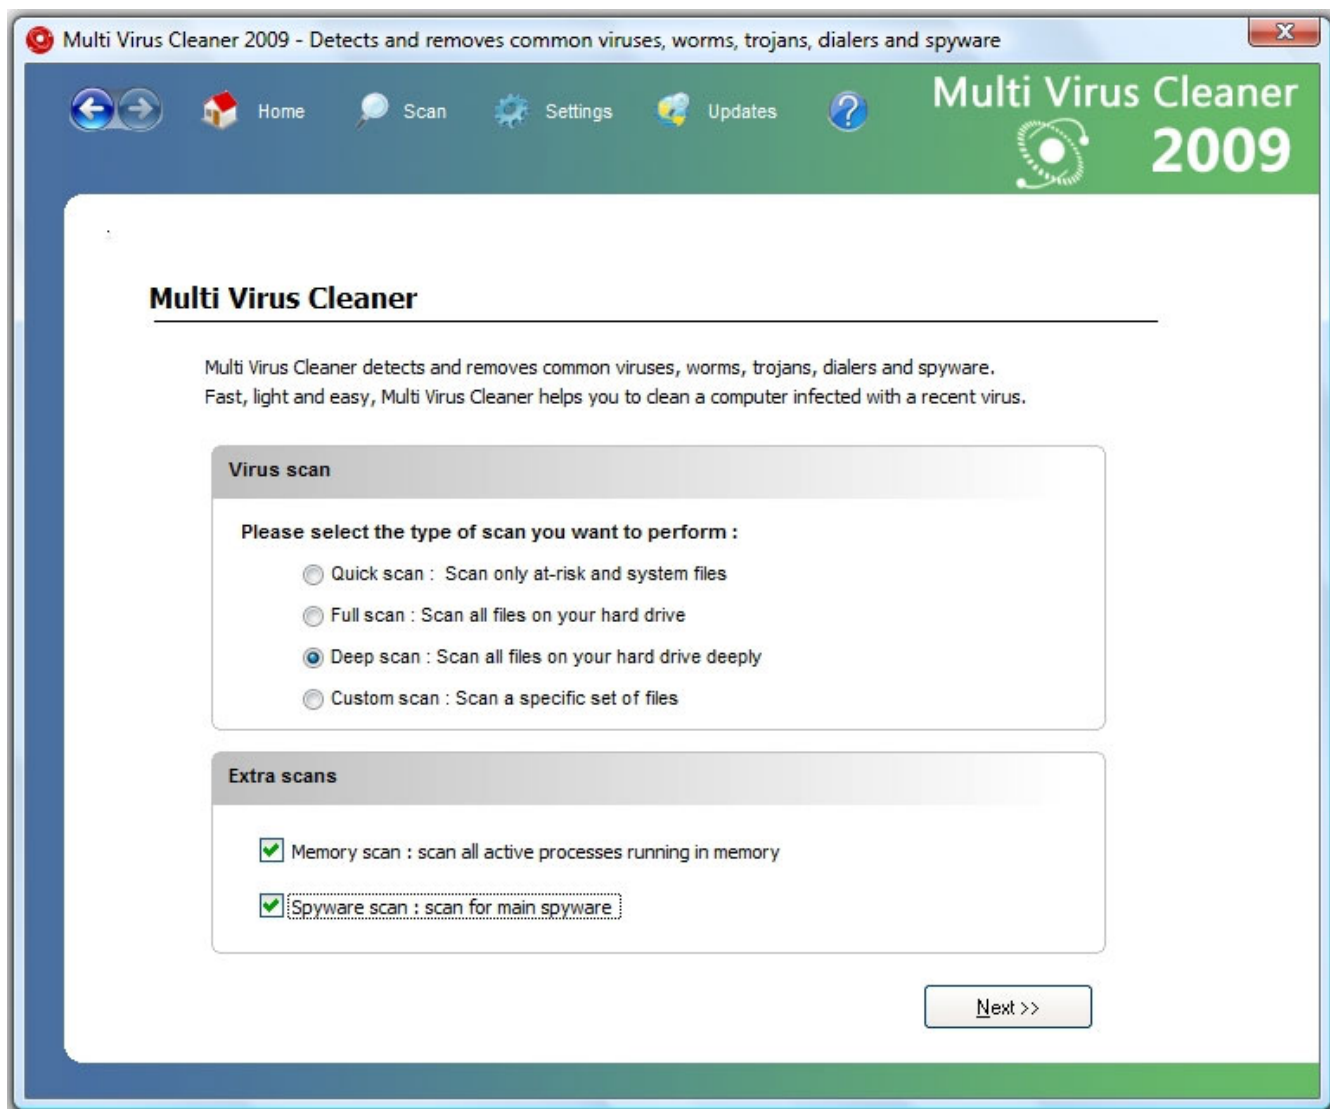 Multi Virus Cleaner 2009 - Detects and removes common viruses, worms, trojans, dialers and spyware
X
Home Scan Settings Updates ?
Multi Virus Cleaner
2009
.
Multi Virus Cleaner
Multi Virus Cleaner detects and removes common viruses, worms, trojans, dialers and spyware.
Fast, light and easy, Multi Virus Cleaner helps you to clean a computer infected with a recent virus.
Virus scan
Please select the type of scan you want to perform :
Quick scan : Scan only at-risk and system files
Full scan : Scan all files on your hard drive
Deep scan : Scan all files on your hard drive deeply
Custom scan : Scan a specific set of files
Extra scans
Memory scan : scan all active processes running in memory
Spyware scan : scan for main spyware
Next >>